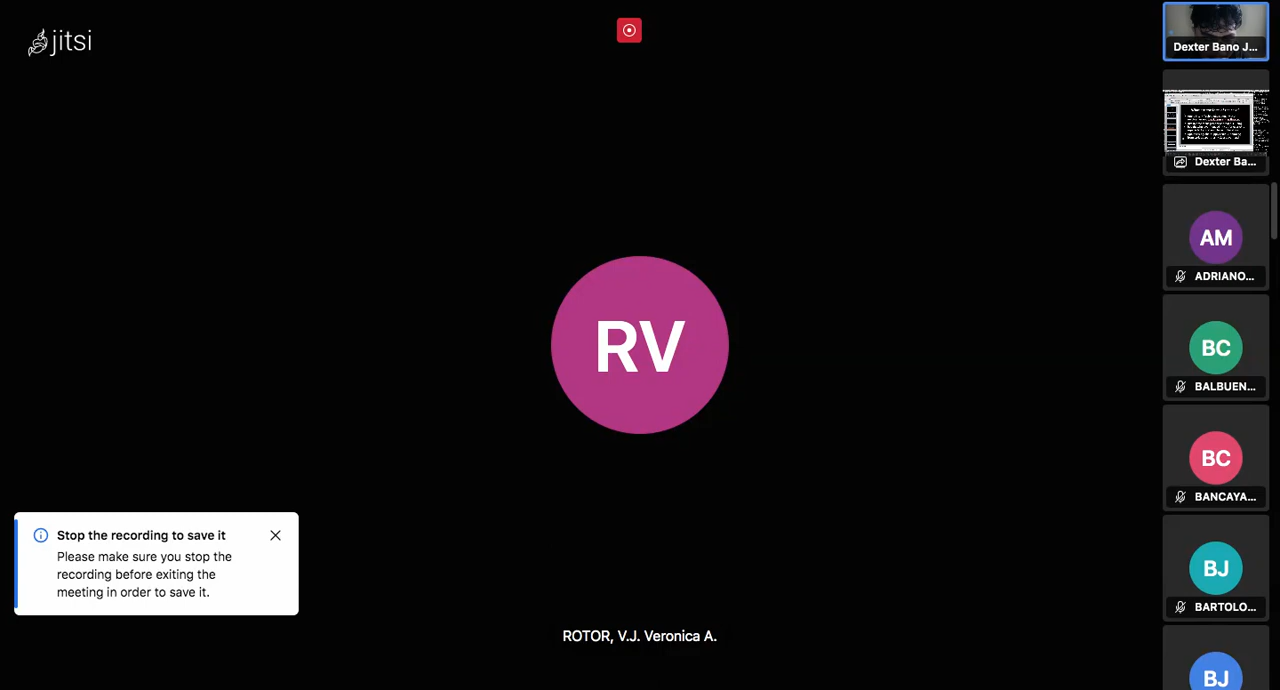 jitsi
Dexter Bano J...
Dexter Ba...
AM
ADRIANO...
BC
BALBUEN...
BC
BANCAYA...
BJ
BARTOLO...
BJ
RV
ROTOR, V.J. Veronica A.
Stop the recording to save it
Please make sure you stop the
recording before exiting the
meeting in order to save it.